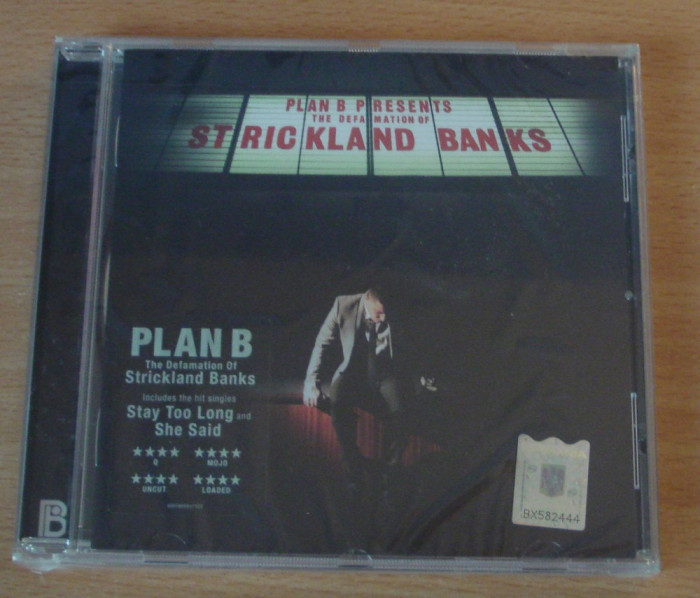 PLAN B PRESENTS
THE DEFAMATION OF
STRICKLAND BANKS
PLAN B
The Defamation Of
Strickland Banks
Includes the hit singles
Stay Too Long and
She Said
★★★★ ★★★★
Q MOJO
★★★★ ★★★★
UNCUT LOADED
BX582444
B